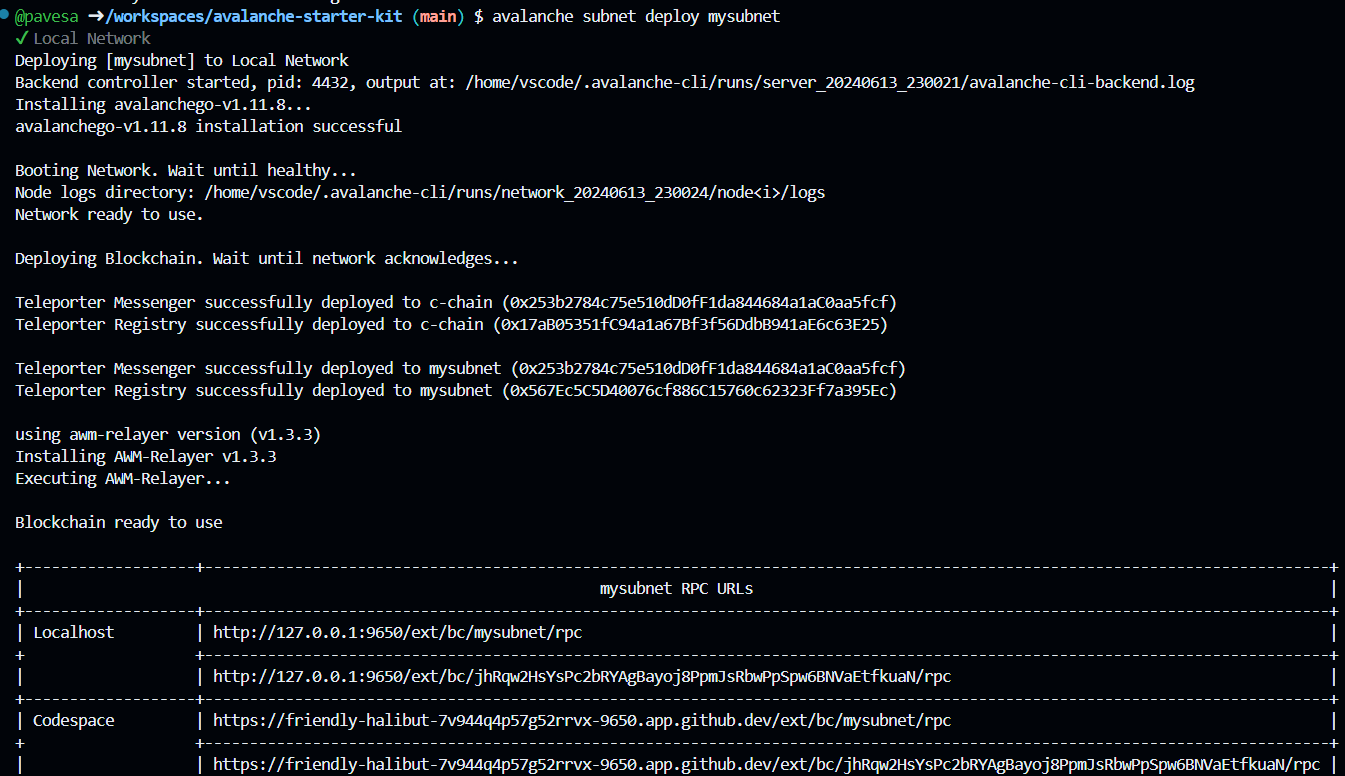 @pavesa ➜/workspaces/avalanche-starter-kit (main) $ avalanche subnet deploy mysubnet
✓ Local Network
Deploying [mysubnet] to Local Network
Backend controller started, pid: 4432, output at: /home/vscode/.avalanche-cli/runs/server_20240613_230021/avalanche-cli-backend.log
Installing avalanchego-v1.11.8...
avalanchego-v1.11.8 installation successful
Booting Network. Wait until healthy...
Node logs directory: /home/vscode/.avalanche-cli/runs/network_20240613_230024/node<i>/logs
Network ready to use.
Deploying Blockchain. Wait until network acknowledges...
Teleporter Messenger successfully deployed to c-chain (0x253b2784c75e510dD0fF1da844684a1aC0aa5fcf)
Teleporter Registry successfully deployed to c-chain (0x17aB05351fC94a1a67Bf3f56DdbB941aE6c63E25)
Teleporter Messenger successfully deployed to mysubnet (0x253b2784c75e510dD0fF1da844684a1aC0aa5fcf)
Teleporter Registry successfully deployed to mysubnet (0x567Ec5C5D40076cf886C15760c62323Ff7a395Ec)
using awm-relayer version (v1.3.3)
Installing AWM-Relayer v1.3.3
Executing AWM-Relayer...
Blockchain ready to use
mysubnet RPC URLs
Localhost | http://127.0.0.1:9650/ext/bc/mysubnet/rpc
http://127.0.0.1:9650/ext/bc/jhRqw2HsYsPc2bRYAgBayoj8PpmJsRbwPpSpw6BNVaEtfkuaN/rpc
Codespace | https://friendly-halibut-7v944q4p57g52rrvx-9650.app.github.dev/ext/bc/mysubnet/rpc
https://friendly-halibut-7v944q4p57g52rrvx-9650.app.github.dev/ext/bc/jhRqw2HsYsPc2bRYAgBayoj8PpmJsRbwPpSpw6BNVaEtfkuaN/rpc